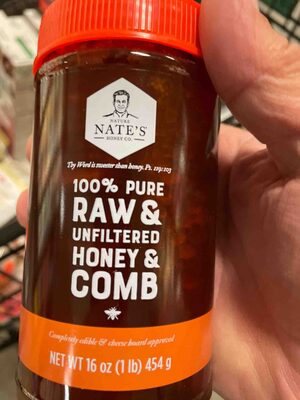 NATURE
NATE'S
HONEY CO.
Thy Word is sweeter than honey. Ps. 119:103
100% PURE
RAW &
UNFILTERED
HONEY &
COMB
Completely edible & cheese board approved
NET WT 16 oz (1 lb) 454 g